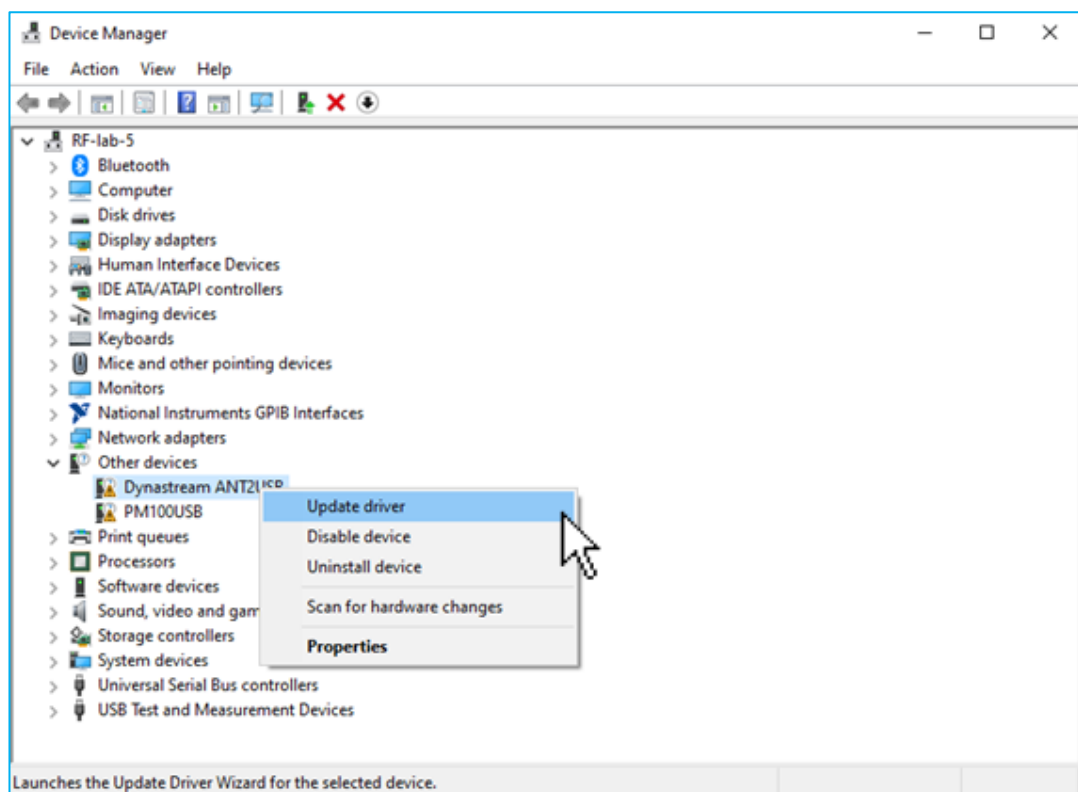 Device Manager
File Action View Help
RF-lab-5
Bluetooth
Computer
Disk drives
Display adapters
Human Interface Devices
IDE ATA/ATAPI controllers
Imaging devices
Keyboards
Mice and other pointing devices
Monitors
National Instruments GPIB Interfaces
Network adapters
Other devices
Dynastream ANT2USB
PM100USB
Print queues
Processors
Software devices
Sound, video and gam
Storage controllers
System devices
Universal Serial Bus controllers
USB Test and Measurement Devices
Update driver
Disable device
Uninstall device
Scan for hardware changes
Properties
Launches the Update Driver Wizard for the selected device.